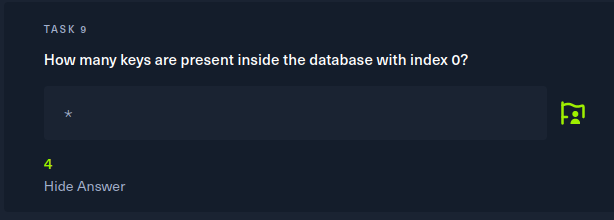 TASK 9
How many keys are present inside the database with index 0?
*
4
Hide Answer